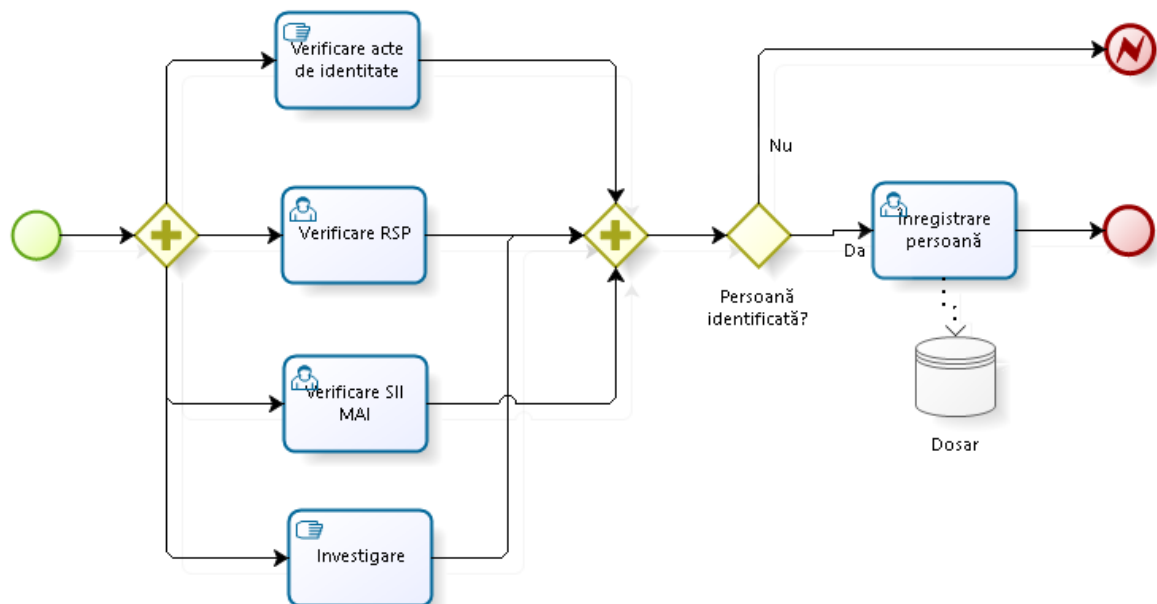 Verificare acte
de identitate
Nu
Verificare RSP
Înregistrare
persoană
Da
Persoană
identificată?
Verificare SII
MAI
Dosar
Investigare